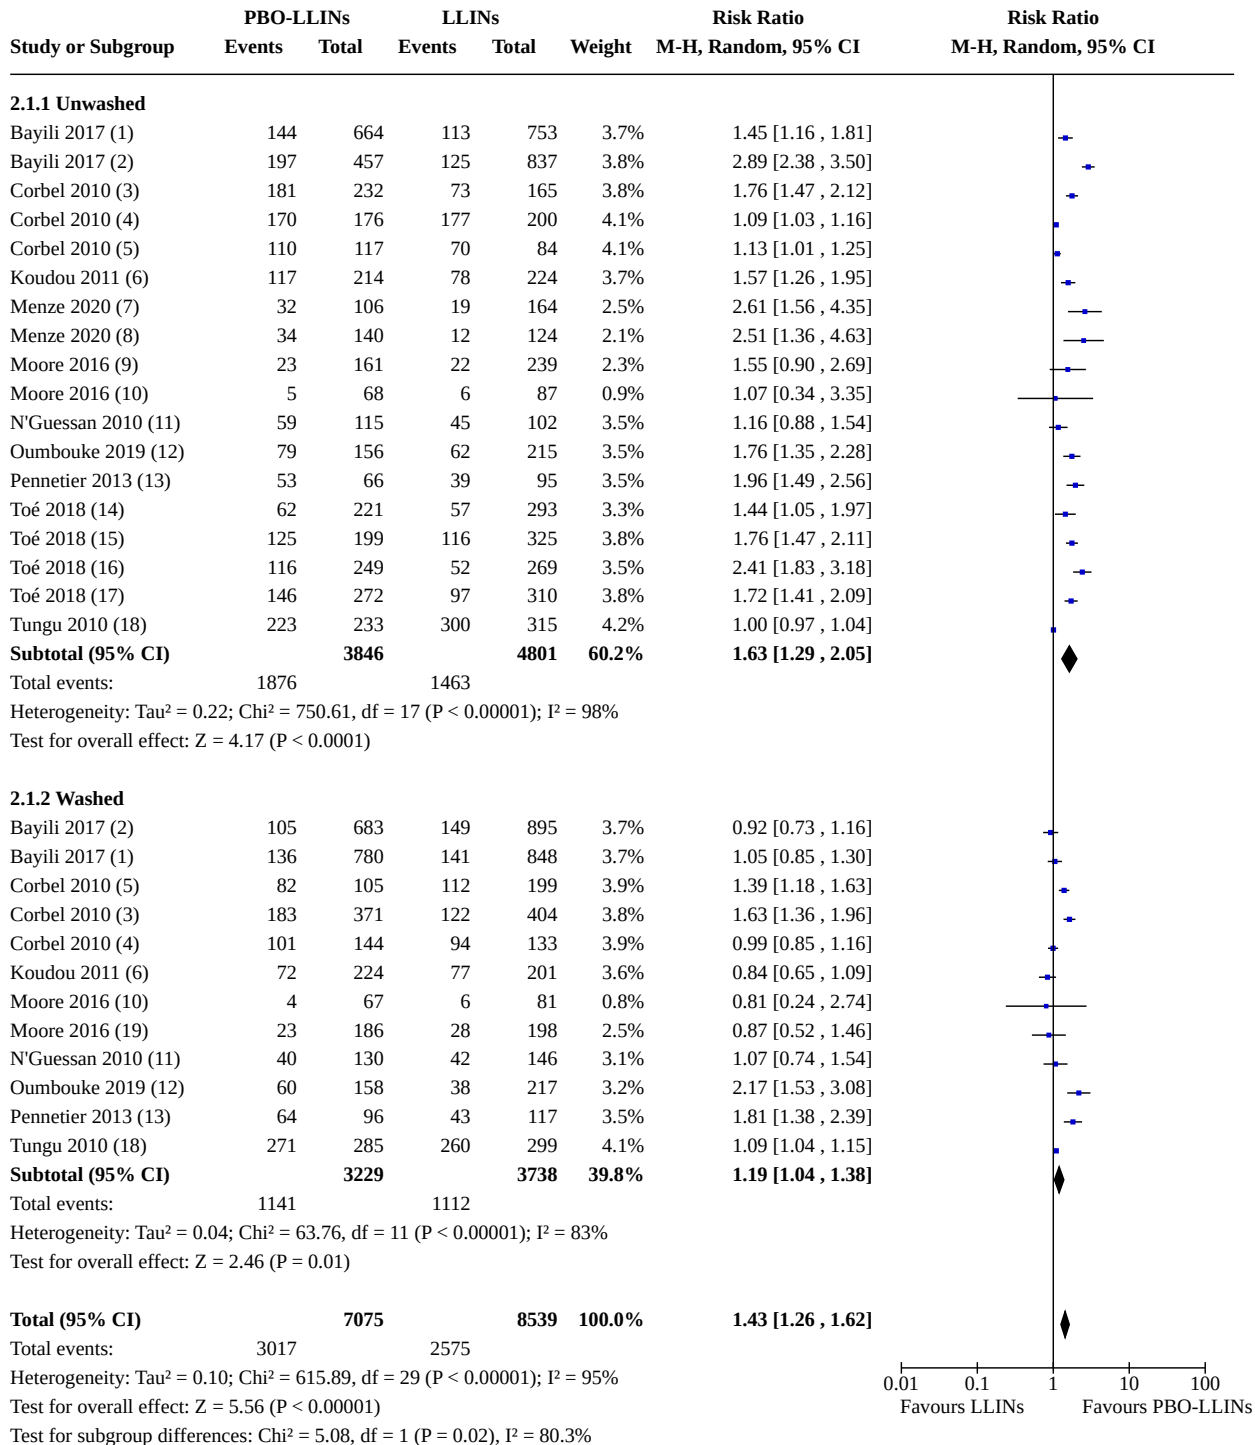 PBO-LLINs LLINs Risk Ratio Risk Ratio
Study or Subgroup Events Total Events Total Weight M-H, Random, 95% CI M-H, Random, 95% CI
2.1.1 Unwashed
Bayili 2017 (1) 144 664 113 753 3.7% 1.45 [1.16 , 1.81]
Bayili 2017 (2) 197 457 125 837 3.8% 2.89 [2.38 , 3.50]
Corbel 2010 (3) 181 232 73 165 3.8% 1.76 [1.47 , 2.12]
Corbel 2010 (4) 170 176 177 200 4.1% 1.09 [1.03 , 1.16]
Corbel 2010 (5) 110 117 70 84 4.1% 1.13 [1.01 , 1.25]
Koudou 2011 (6) 117 214 78 224 3.7% 1.57 [1.26 , 1.95]
Menze 2020 (7) 32 106 19 164 2.5% 2.61 [1.56 , 4.35]
Menze 2020 (8) 34 140 12 124 2.1% 2.51 [1.36 , 4.63]
Moore 2016 (9) 23 161 22 239 2.3% 1.55 [0.90 , 2.69]
Moore 2016 (10) 5 68 6 87 0.9% 1.07 [0.34 , 3.35]
N'Guessan 2010 (11) 59 115 45 102 3.5% 1.16 [0.88 , 1.54]
Oumbouke 2019 (12) 79 156 62 215 3.5% 1.76 [1.35 , 2.28]
Pennetier 2013 (13) 53 66 39 95 3.5% 1.96 [1.49 , 2.56]
Toé 2018 (14) 62 221 57 293 3.3% 1.44 [1.05 , 1.97]
Toé 2018 (15) 125 199 116 325 3.8% 1.76 [1.47 , 2.11]
Toé 2018 (16) 116 249 52 269 3.5% 2.41 [1.83 , 3.18]
Toé 2018 (17) 146 272 97 310 3.8% 1.72 [1.41 , 2.09]
Tungu 2010 (18) 223 233 300 315 4.2% 1.00 [0.97 , 1.04]
Subtotal (95% CI) 3846 4801 60.2% 1.63 [1.29 , 2.05]
Total events: 1876 1463
Heterogeneity: Tau² = 0.22; Chi² = 750.61, df = 17 (P < 0.00001); I² = 98%
Test for overall effect: Z = 4.17 (P < 0.0001)
2.1.2 Washed
Bayili 2017 (2) 105 683 149 895 3.7% 0.92 [0.73 , 1.16]
Bayili 2017 (1) 136 780 141 848 3.7% 1.05 [0.85 , 1.30]
Corbel 2010 (5) 82 105 112 199 3.9% 1.39 [1.18 , 1.63]
Corbel 2010 (3) 183 371 122 404 3.8% 1.63 [1.36 , 1.96]
Corbel 2010 (4) 101 144 94 133 3.9% 0.99 [0.85 , 1.16]
Koudou 2011 (6) 72 224 77 201 3.6% 0.84 [0.65 , 1.09]
Moore 2016 (10) 4 67 6 81 0.8% 0.81 [0.24 , 2.74]
Moore 2016 (19) 23 186 28 198 2.5% 0.87 [0.52 , 1.46]
N'Guessan 2010 (11) 40 130 42 146 3.1% 1.07 [0.74 , 1.54]
Oumbouke 2019 (12) 60 158 38 217 3.2% 2.17 [1.53 , 3.08]
Pennetier 2013 (13) 64 96 43 117 3.5% 1.81 [1.38 , 2.39]
Tungu 2010 (18) 271 285 260 299 4.1% 1.09 [1.04 , 1.15]
Subtotal (95% CI) 3229 3738 39.8% 1.19 [1.04 , 1.38]
Total events: 1141 1112
Heterogeneity: Tau² = 0.04; Chi² = 63.76, df = 11 (P < 0.00001); I² = 83%
Test for overall effect: Z = 2.46 (P = 0.01)
Total (95% CI) 7075 8539 100.0% 1.43 [1.26 , 1.62]
Total events: 3017 2575
Heterogeneity: Tau² = 0.10; Chi² = 615.89, df = 29 (P < 0.00001); I² = 95%
0.01 0.1 1 10 100
Test for overall effect: Z = 5.56 (P < 0.00001) Favours LLINs Favours PBO-LLINs
Test for subgroup differences: Chi² = 5.08, df = 1 (P = 0.02), I² = 80.3%